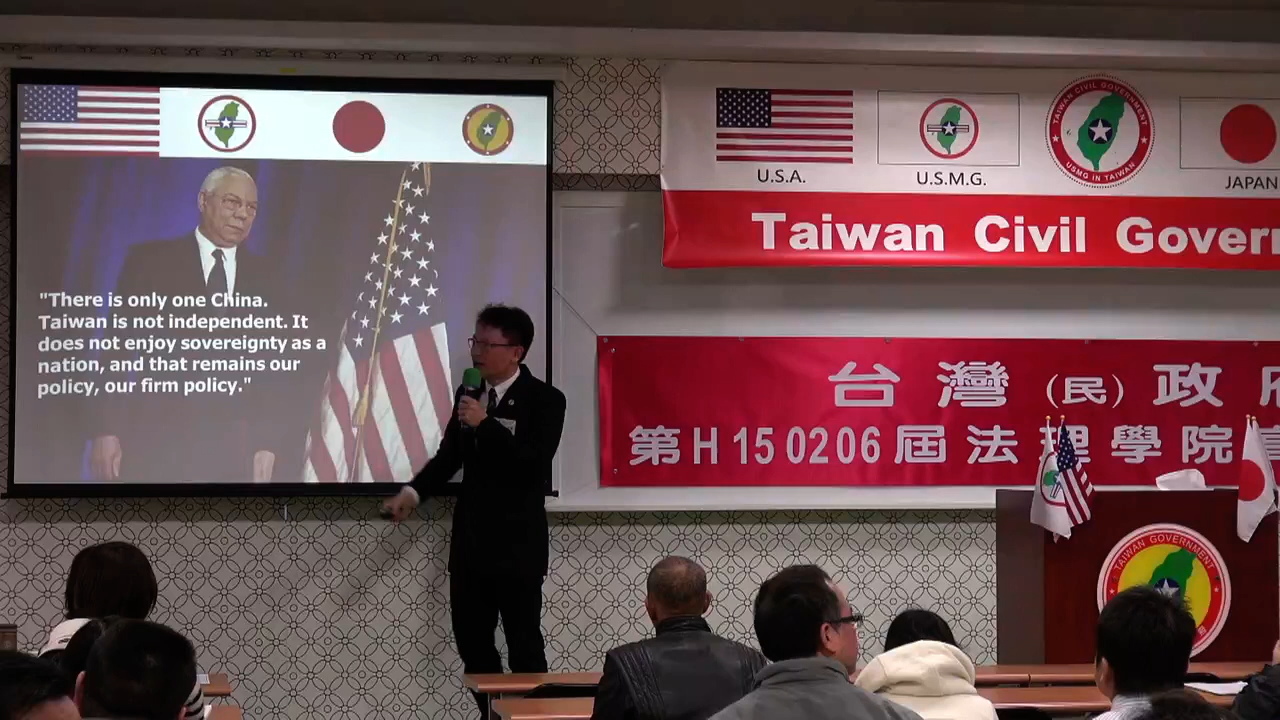 "There is only one China.
Taiwan is not independent. It
does not enjoy sovereignty as a
nation, and that remains our
policy, our firm policy."
U.S.A.
U.S.M.G.
TAIWAN CIVIL GOVERNMENT
USMG IN TAIWAN
JAPAN
Taiwan Civil Govern
台灣(民)政府
第H150206屆法理學院
TAIWAN GOVERNMENT